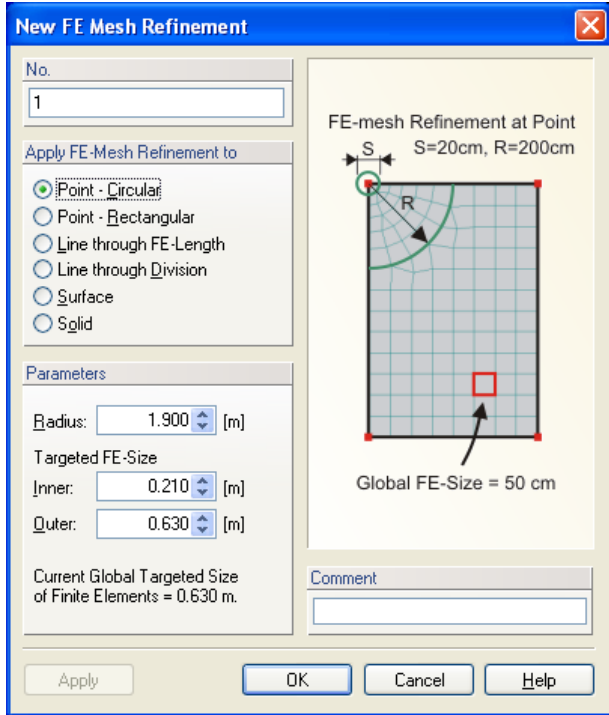 New FE Mesh Refinement
No.
1
Apply FE-Mesh Refinement to
Point - Circular
Point - Rectangular
Line through FE-Length
Line through Division
Surface
Solid
Parameters
Radius: 1.900 [m]
Targeted FE-Size
Inner: 0.210 [m]
Outer: 0.630 [m]
Current Global Targeted Size
of Finite Elements = 0.630 m.
FE-mesh Refinement at Point
S S=20cm, R=200cm
R
Global FE-Size = 50 cm
Comment
Apply
OK
Cancel
Help